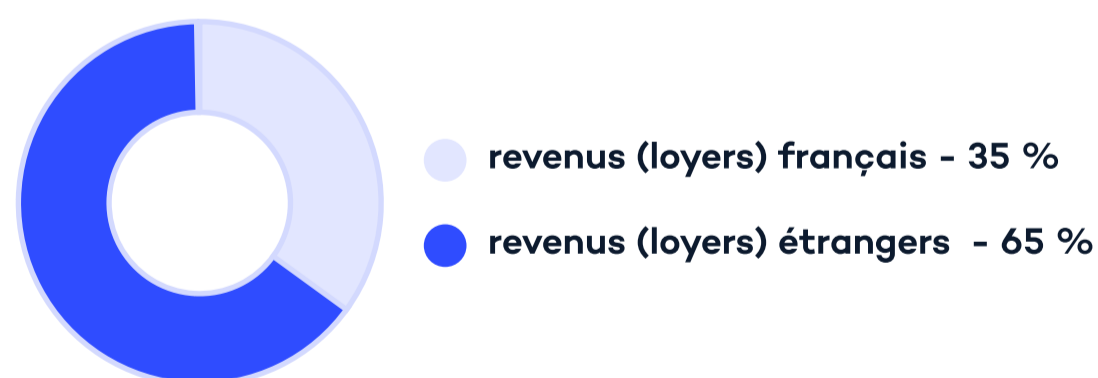 revenus (loyers) français - 35 %
revenus (loyers) étrangers - 65 %